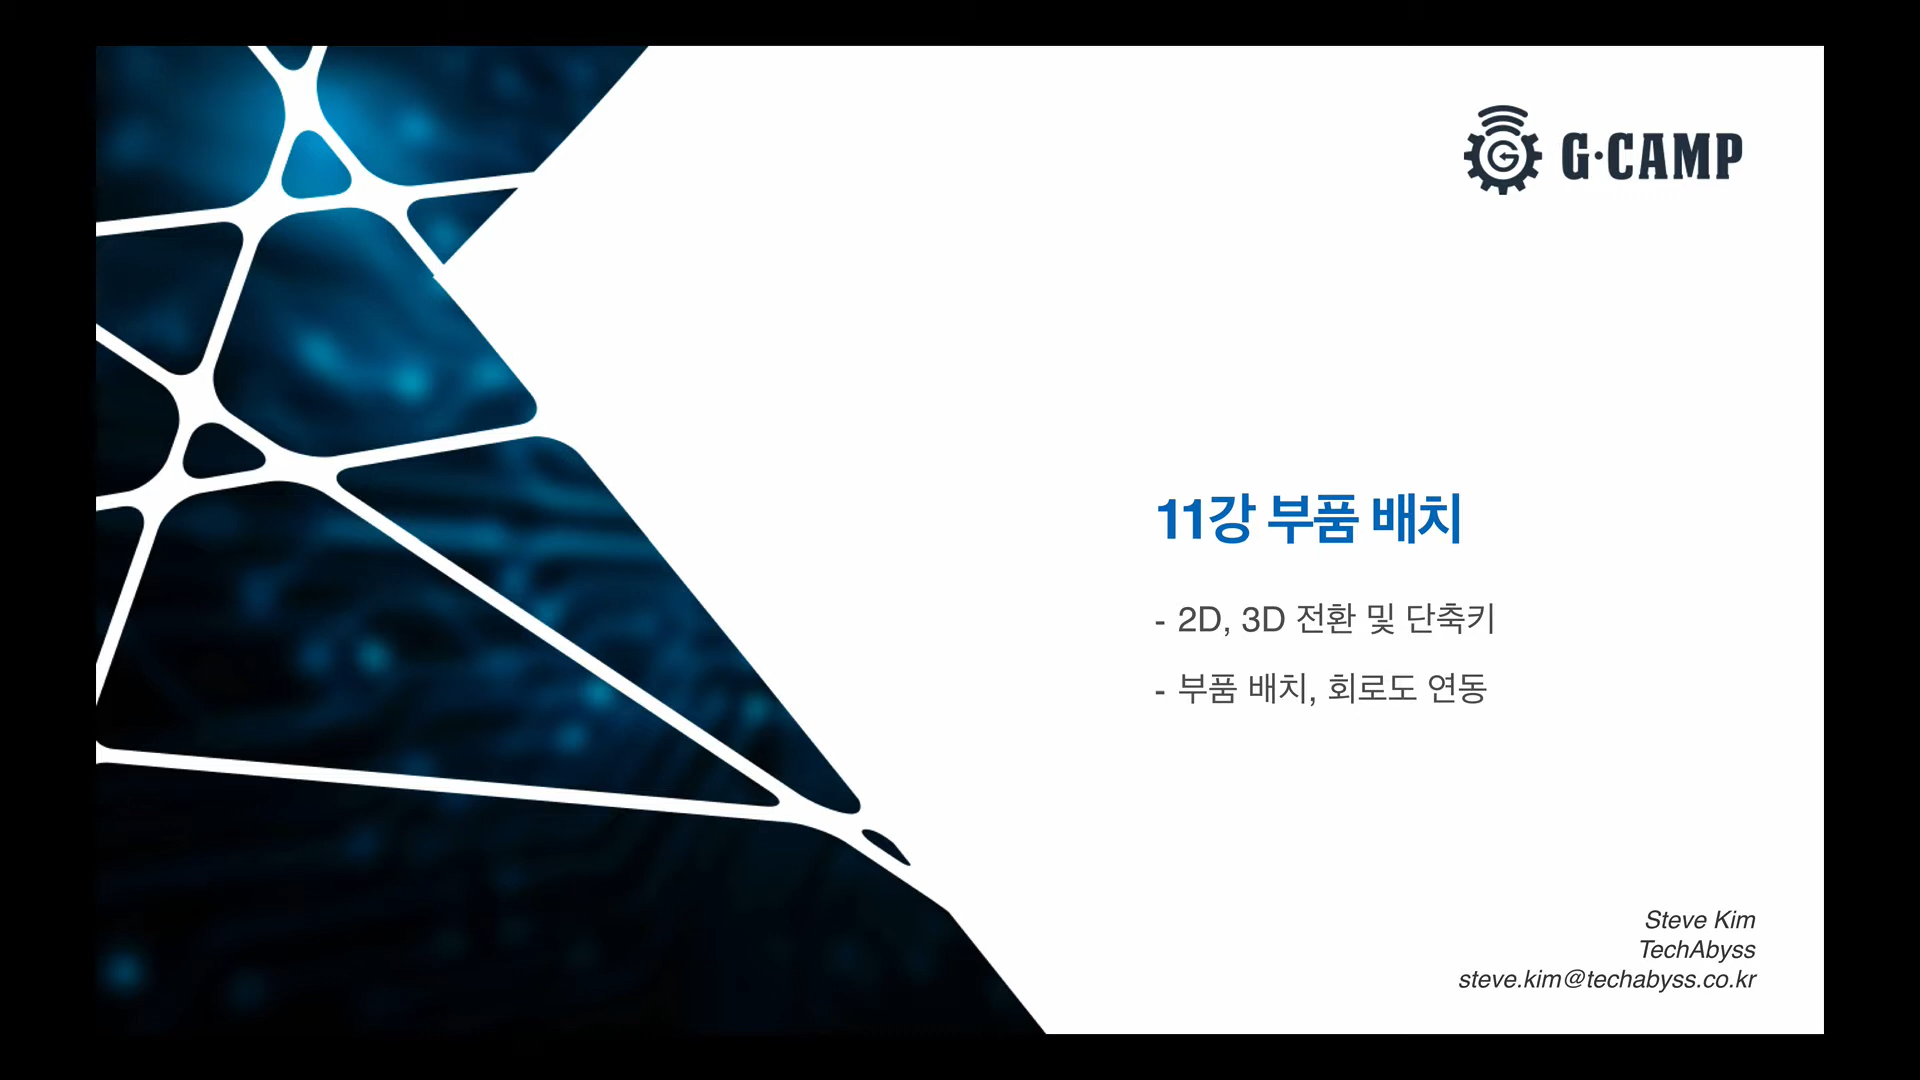 G·CAMP
11강 부품 배치
- 2D, 3D 전환 및 단축키
- 부품 배치, 회로도 연동
Steve Kim
TechAbyss
steve.kim@techabyss.co.kr